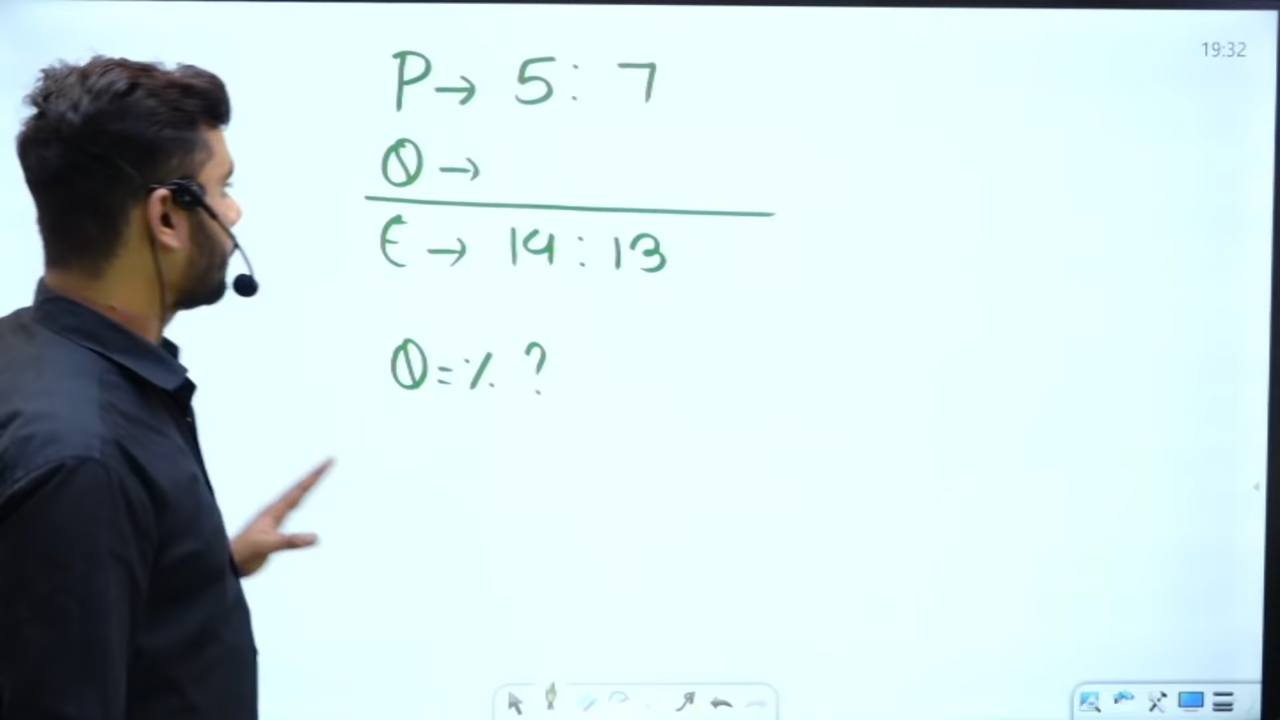 19:32
P → 5 : 7
Q →
E → 14 : 13
Q = % ?